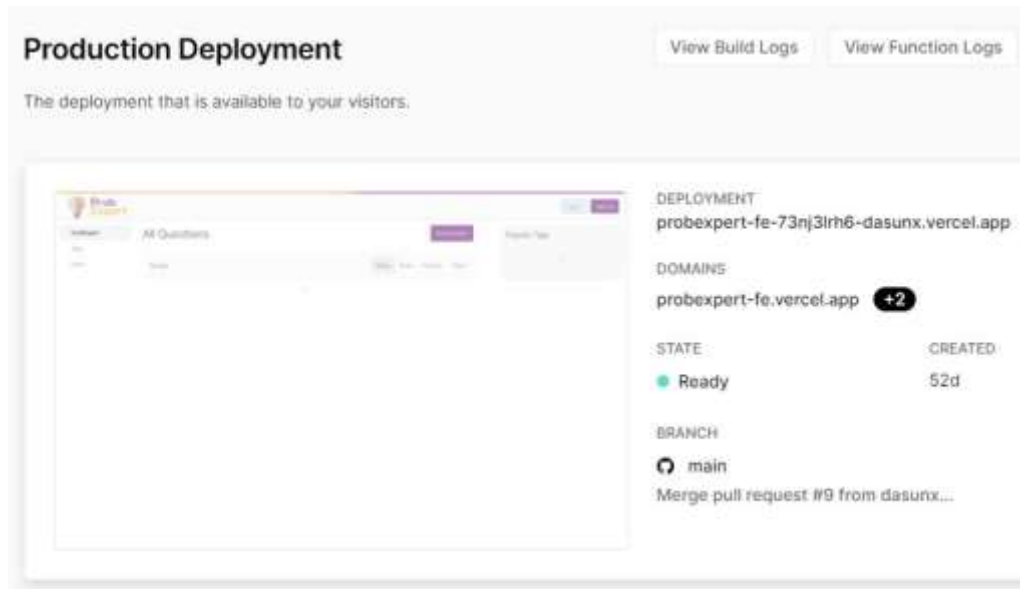 Production Deployment
View Build Logs
View Function Logs
The deployment that is available to your visitors.
All Questions
DEPLOYMENT
probexpert-fe-73nj3lrh6-dasunx.vercel.app
DOMAINS
probexpert-fe.vercel.app +2
STATE
CREATED
Ready
52d
BRANCH
main
Merge pull request #9 from dasunx...